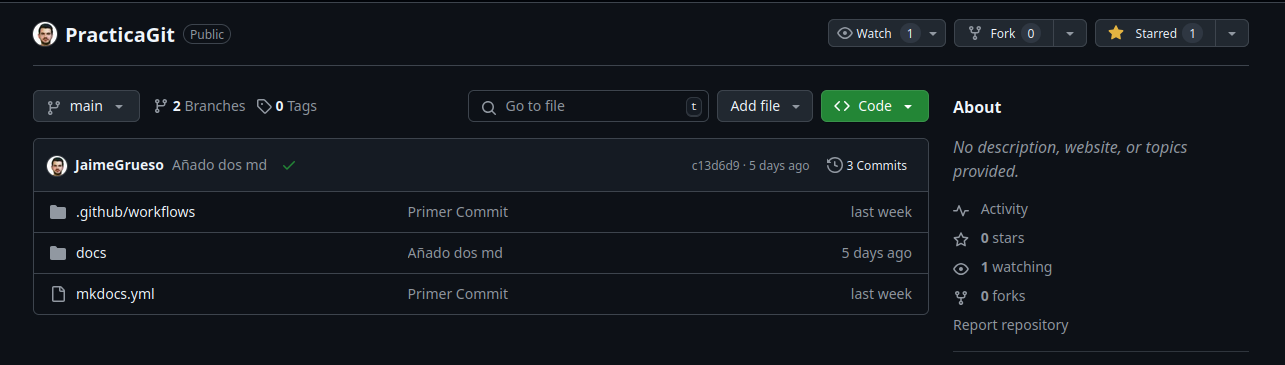 PracticaGit Public Watch 1 Fork 0 Starred 1
main 2 Branches 0 Tags Go to file t Add file Code
About
No description, website, or topics
provided.
JaimeGrueso Añado dos md c13d6d9 · 5 days ago 3 Commits
.github/workflows Primer Commit last week
docs Añado dos md 5 days ago
mkdocs.yml Primer Commit last week
Activity
0 stars
1 watching
0 forks
Report repository